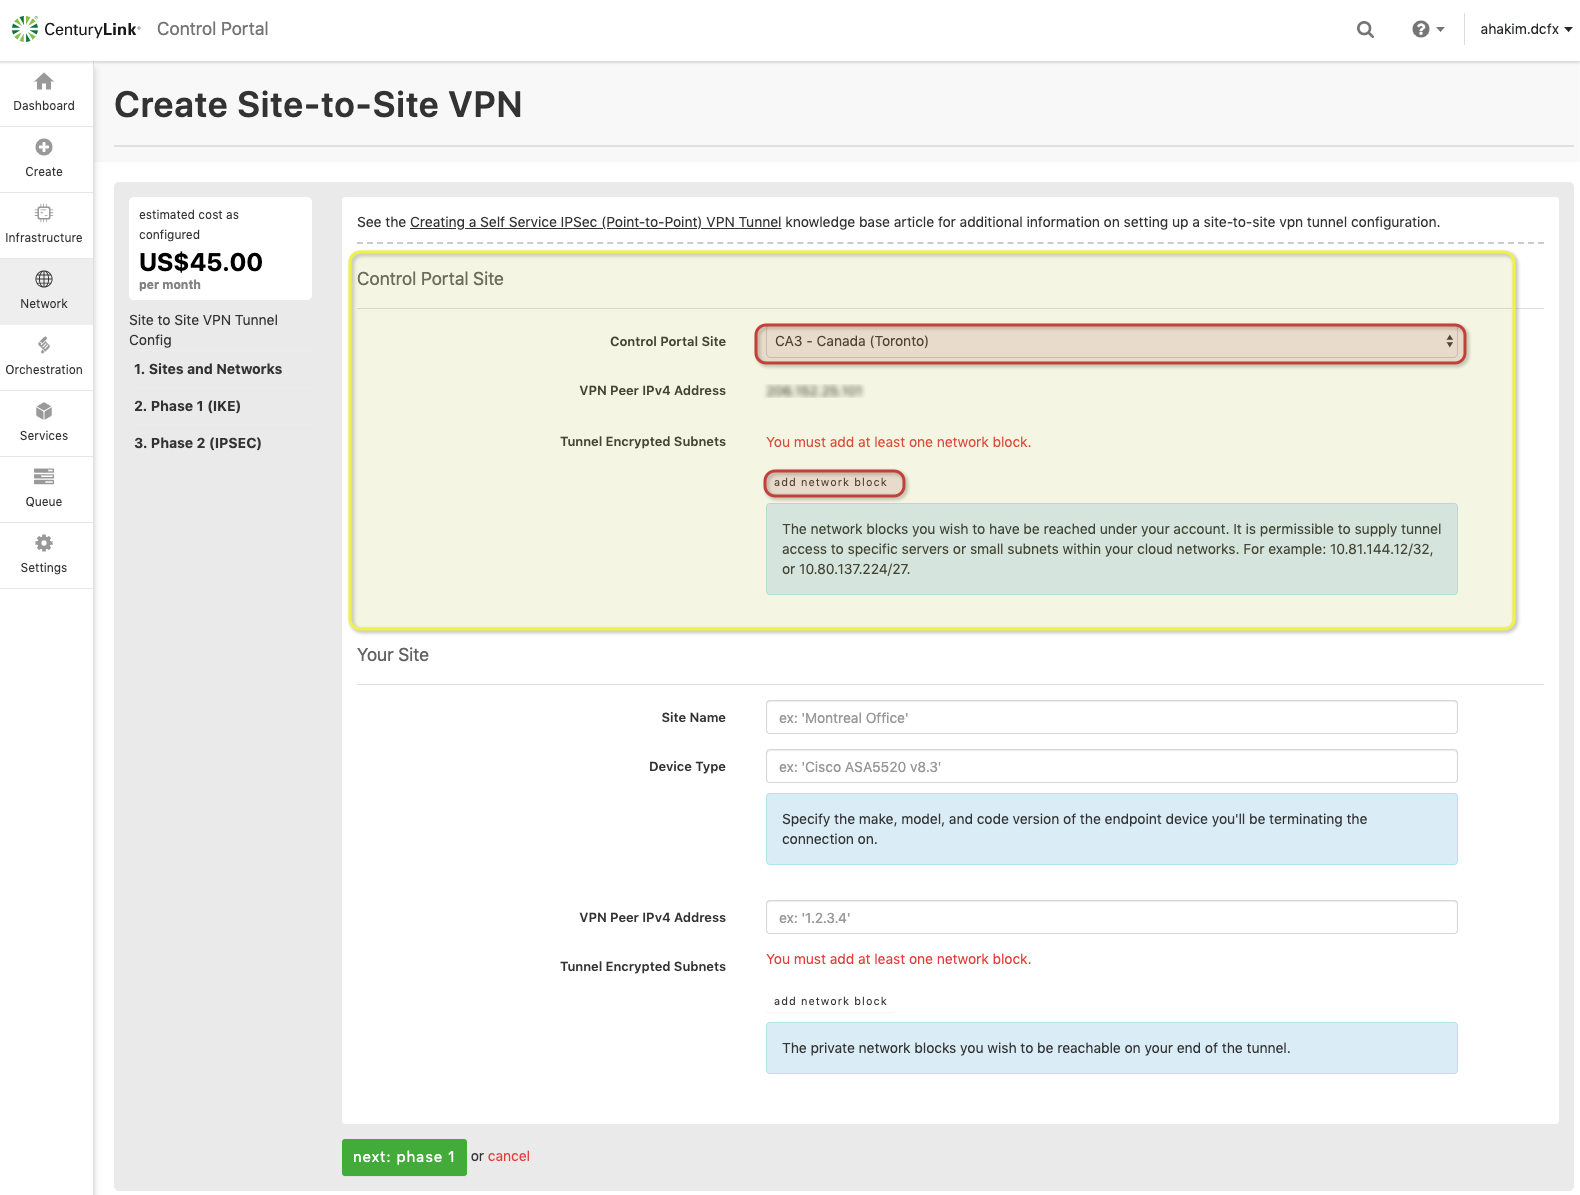 CenturyLink® Control Portal
ahakim.dcfx
Dashboard
Create
Infrastructure
Network
Orchestration
Services
Queue
Settings
Create Site-to-Site VPN
estimated cost as
configured
US$45.00
per month
Site to Site VPN Tunnel
Config
1. Sites and Networks
2. Phase 1 (IKE)
3. Phase 2 (IPSEC)
See the Creating a Self Service IPSec (Point-to-Point) VPN Tunnel knowledge base article for additional information on setting up a site-to-site vpn tunnel configuration.
Control Portal Site
Control Portal Site CA3 - Canada (Toronto)
VPN Peer IPv4 Address
Tunnel Encrypted Subnets You must add at least one network block.
add network block
The network blocks you wish to have be reached under your account. It is permissible to supply tunnel
access to specific servers or small subnets within your cloud networks. For example: 10.81.144.12/32,
or 10.80.137.224/27.
Your Site
Site Name ex: 'Montreal Office'
Device Type ex: 'Cisco ASA5520 v8.3'
Specify the make, model, and code version of the endpoint device you'll be terminating the
connection on.
VPN Peer IPv4 Address ex: '1.2.3.4'
Tunnel Encrypted Subnets You must add at least one network block.
add network block
The private network blocks you wish to be reachable on your end of the tunnel.
next: phase 1 or cancel